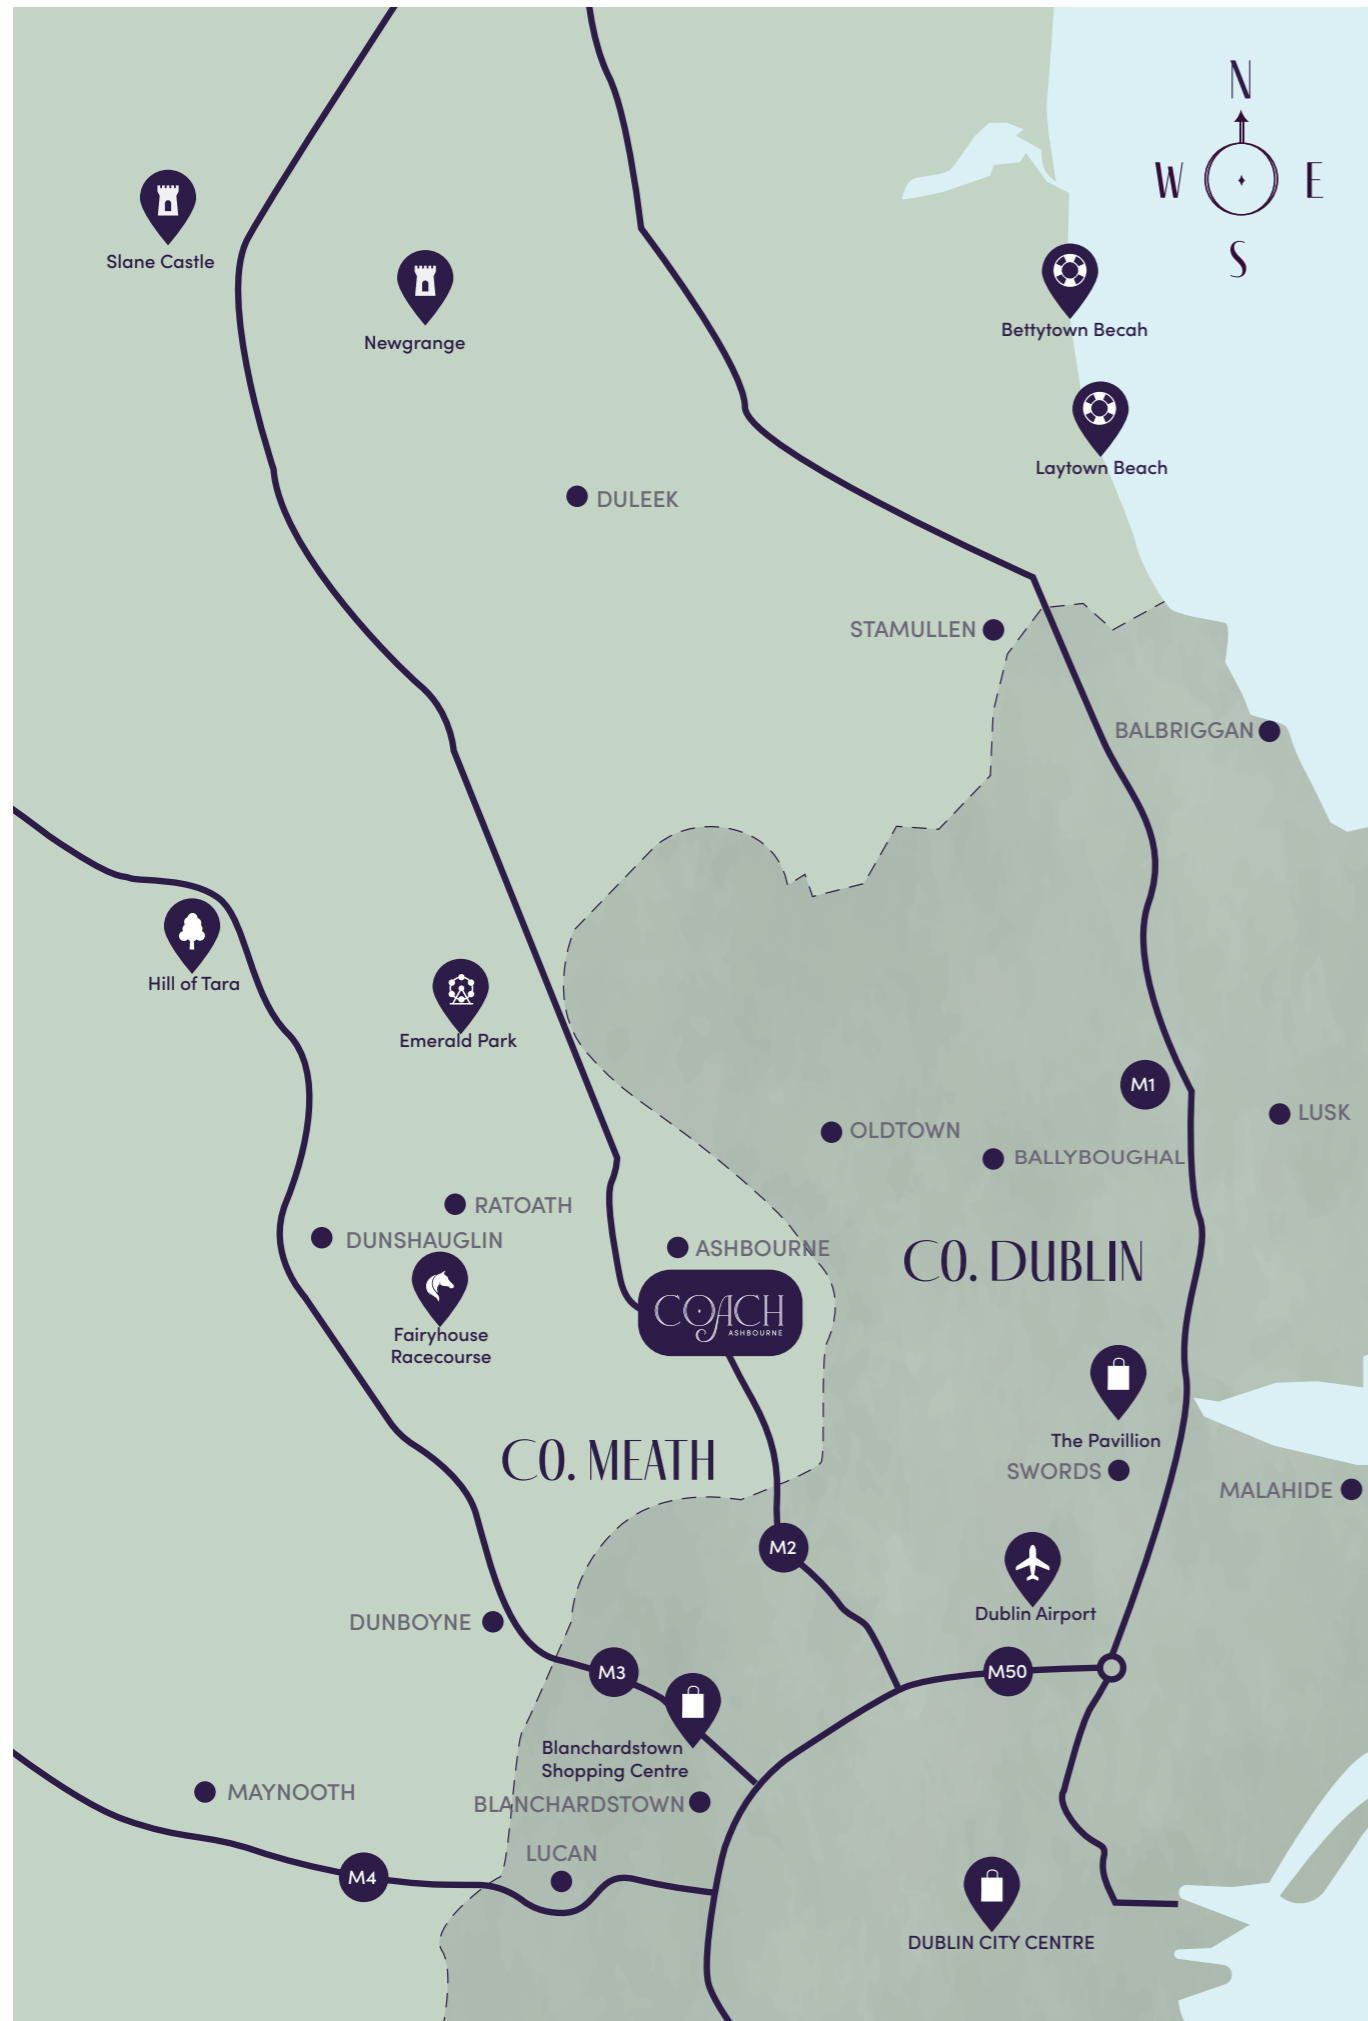 N
W
E
S
Slane Castle
Newgrange
Bettytown Becah
Laytown Beach
DULEEK
STAMULLEN
BALBRIGGAN
Hill of Tara
Emerald Park
M1
LUSK
OLDTOWN
BALLYBOUGHAL
RATOATH
DUNSHAUGLIN
ASHBOURNE
CO. DUBLIN
COACH
ASHBOURNE
Fairyhouse
Racecourse
The Pavillion
CO. MEATH
SWORDS
MALAHIDE
M2
Dublin Airport
DUNBOYNE
M3
M50
Blanchardstown
Shopping Centre
MAYNOOTH
BLANCHARDSTOWN
LUCAN
M4
DUBLIN CITY CENTRE